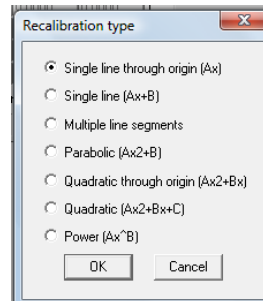 Recalibration type
Single line through origin (Ax)
Single line (Ax+B)
Multiple line segments
Parabolic (Ax2+B)
Quadratic through origin (Ax2+Bx)
Quadratic (Ax2+Bx+C)
Power (Ax^B)
OK Cancel